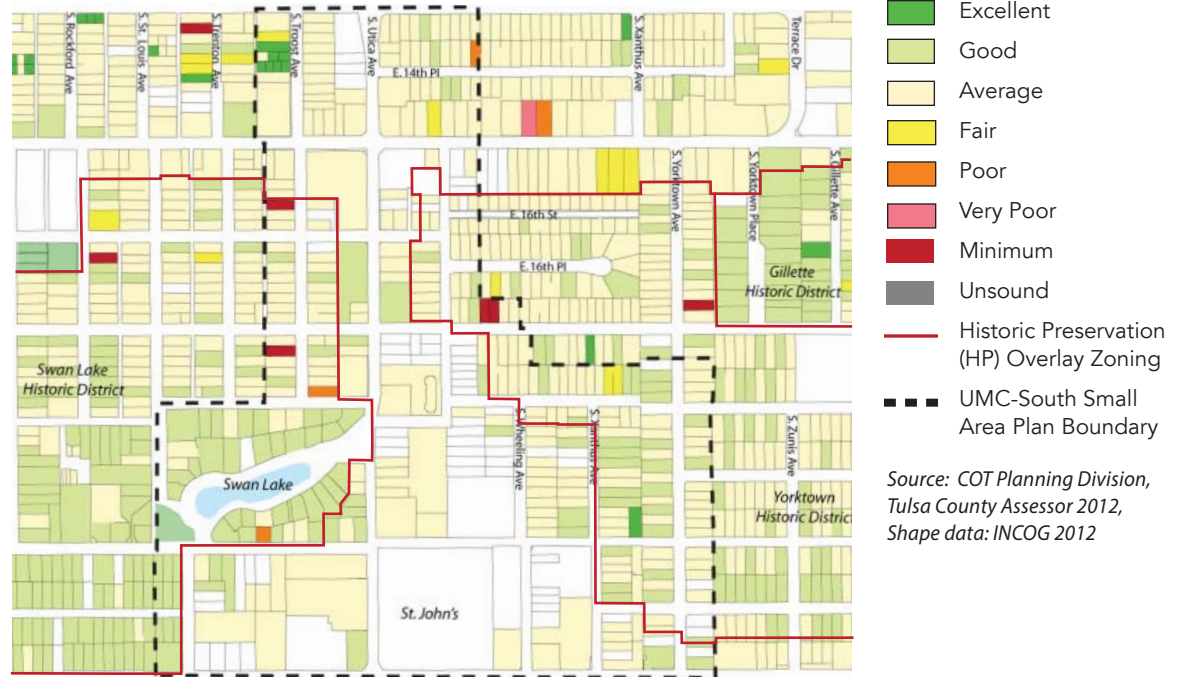 S. Rockford Ave
S. St. Louis Ave
S. Trenton Ave
S. Troost Ave
S. Utica Ave
S. Xanthus Ave
Terrace Dr
E. 14th Pl
S. Yorktown Ave
S. Yorktown Place
S. Gillette Ave
E. 16th St
E. 16th Pl
Gillette
Historic District
Swan Lake
Historic District
S. Wheeling Ave
S. Xanthus Ave
S. Zunis Ave
Swan Lake
Yorktown
Historic District
St. John's
Excellent
Good
Average
Fair
Poor
Very Poor
Minimum
Unsound
Historic Preservation
(HP) Overlay Zoning
UMC-South Small
Area Plan Boundary
Source: COT Planning Division,
Tulsa County Assessor 2012,
Shape data: INCOG 2012